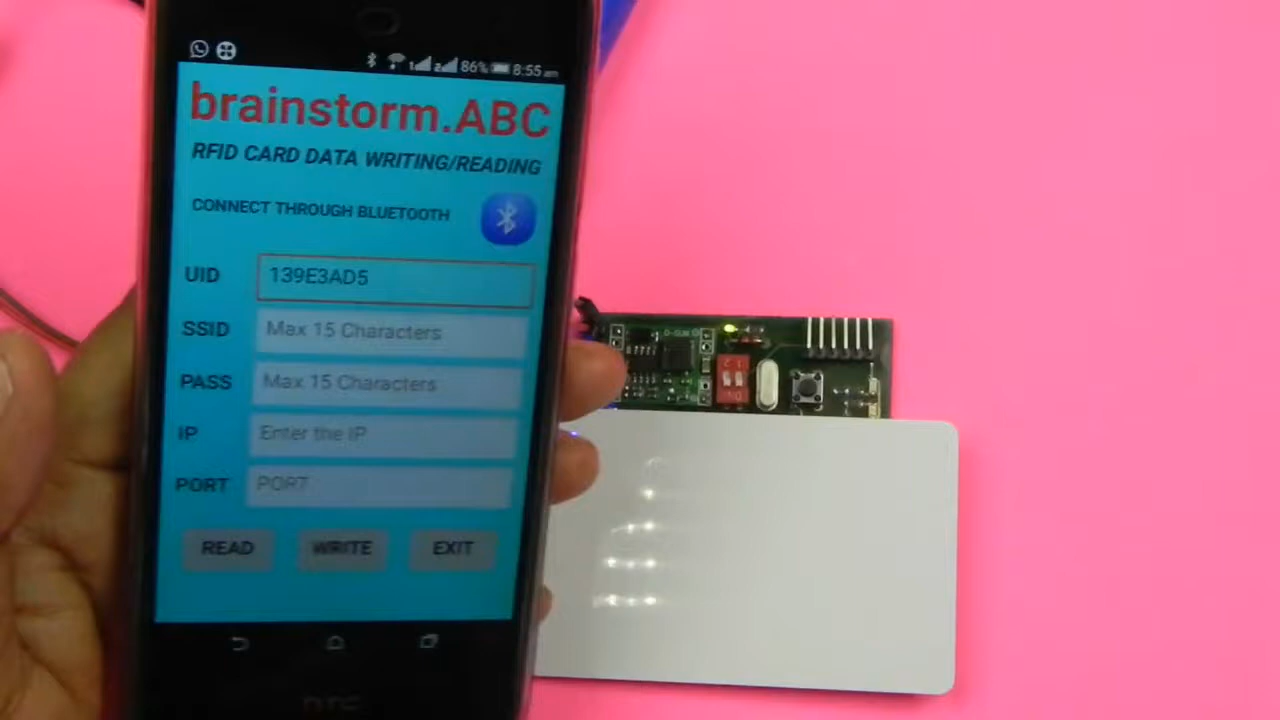 86% 8:55 am
brainstorm.ABC
RFID CARD DATA WRITING/READING
CONNECT THROUGH BLUETOOTH
UID 139E3AD5
SSID Max 15 Characters
PASS Max 15 Characters
IP Enter the IP
PORT PORT
READ WRITE EXIT
hTC